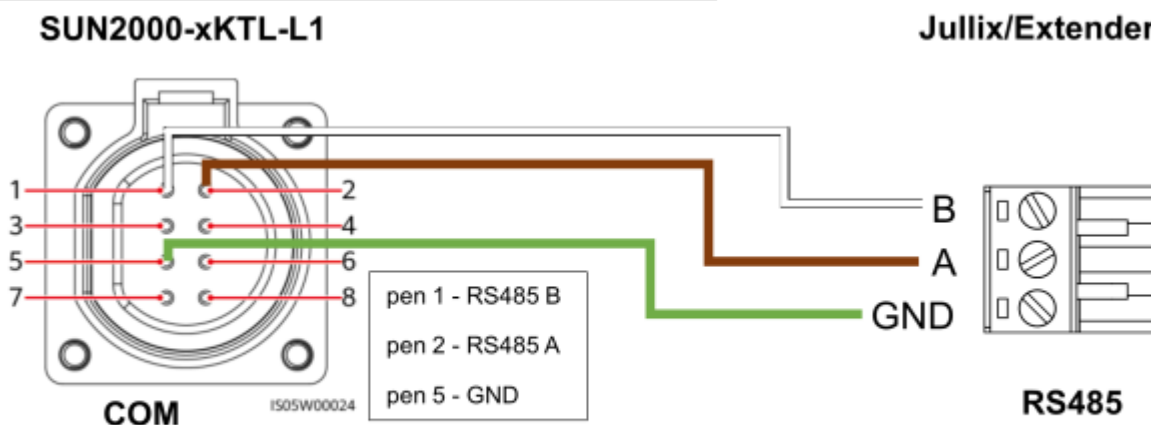 SUN2000-xKTL-L1
Jullix/Extender
1
2
3
4
5
6
7
8
B
A
GND
pen 1 - RS485 B
pen 2 - RS485 A
pen 5 - GND
COM
IS05W00024
RS485